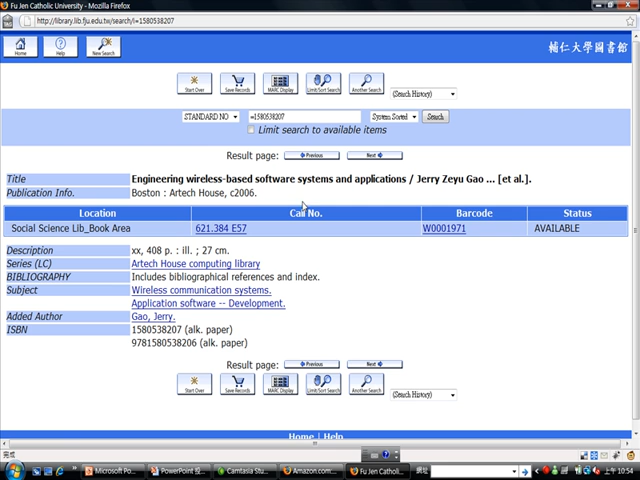 Fu Jen Catholic University - Mozilla Firefox
http://library.lib.fju.edu.tw/search/i=1580538207
Home
Help
New Search
輔仁大學圖書館
Start Over
Save Records
MARC Display
Limit/Sort Search
Another Search
(Search History)
STANDARD NO
=1580538207
System Sorted
Search
Limit search to available items
Result page:
Previous
Next
Title
Engineering wireless-based software systems and applications / Jerry Zeyu Gao ... [et al.].
Publication Info.
Boston : Artech House, c2006.
Location
Call No.
Barcode
Status
Social Science Lib_Book Area
621.384 E57
W0001971
AVAILABLE
Description
xx, 408 p. : ill. ; 27 cm.
Series (LC)
Artech House computing library
BIBLIOGRAPHY
Includes bibliographical references and index.
Subject
Wireless communication systems.
Application software -- Development.
Added Author
Gao, Jerry.
ISBN
1580538207 (alk. paper)
9781580538206 (alk. paper)
Result page:
Previous
Next
Start Over
Save Records
MARC Display
Limit/Sort Search
Another Search
(Search History)
Home | Help
完成
Microsoft Po...
PowerPoint 投...
Camtasia Stu...
Amazon.com:...
Fu Jen Catholi...
網址
上午 10:54